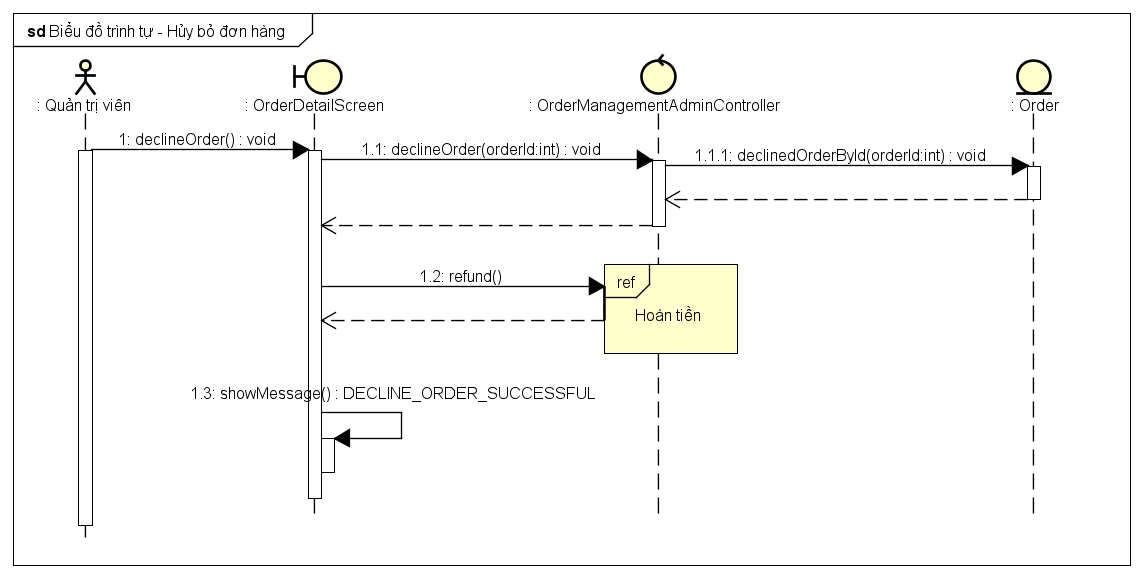 sd Biểu đồ trình tự - Hủy bỏ đơn hàng
: Quản trị viên
: OrderDetailScreen
: OrderManagementAdminController
: Order
1: declineOrder() : void
1.1: declineOrder(orderId:int) : void
1.1.1: declinedOrderById(orderId:int) : void
1.2: refund()
ref
Hoàn tiền
1.3: showMessage() : DECLINE_ORDER_SUCCESSFUL